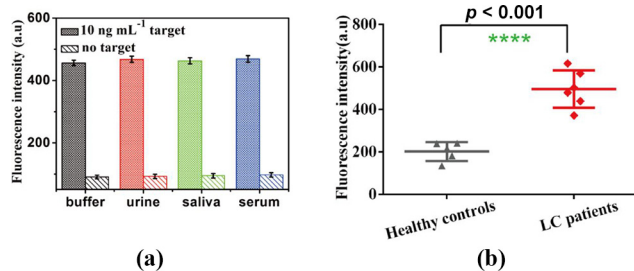 (a)
Fluorescence intensity (a.u)
600
400
200
10 ng mL⁻¹ target
no target
buffer
urine
saliva
serum
Fluorescence intensity(a.u)
800
600
400
200
0
p < 0.001
****
Healthy controls
LC patients
(a)
(b)